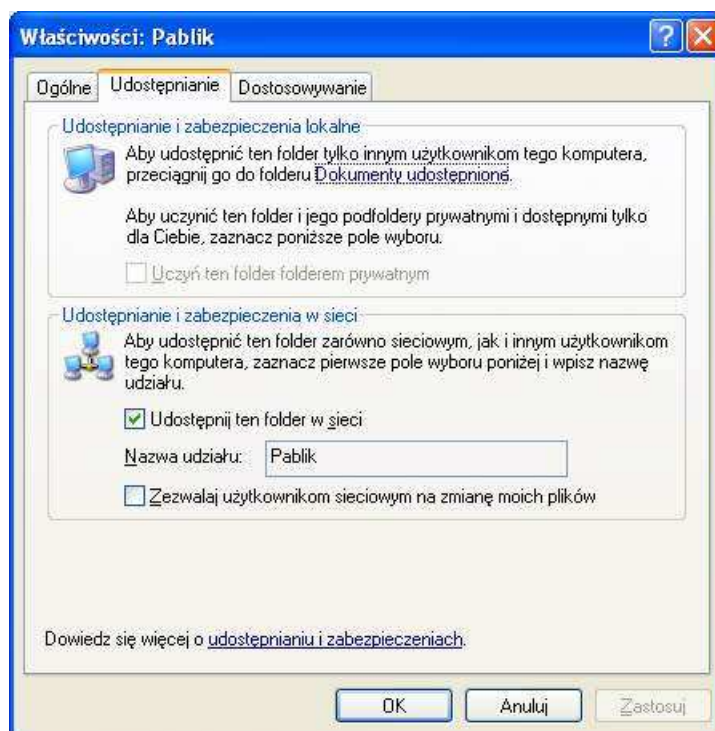 Właściwości: Pablik
Ogólne Udostępnianie Dostosowywanie
Udostępnianie i zabezpieczenia lokalne
Aby udostępnić ten folder tylko innym użytkownikom tego komputera,
przeciągnij go do folderu Dokumenty udostępnione.
Aby uczynić ten folder i jego podfoldery prywatnymi i dostępnymi tylko
dla Ciebie, zaznacz poniższe pole wyboru.
Uczyń ten folder folderem prywatnym
Udostępnianie i zabezpieczenia w sieci
Aby udostępnić ten folder zarówno sieciowym, jak i innym użytkownikom
tego komputera, zaznacz pierwsze pole wyboru poniżej i wpisz nazwę
udziału.
Udostępnij ten folder w sieci
Nazwa udziału: Pablik
Zezwalaj użytkownikom sieciowym na zmianę moich plików
Dowiedz się więcej o udostępnianiu i zabezpieczeniach.
OK Anuluj Zastosuj